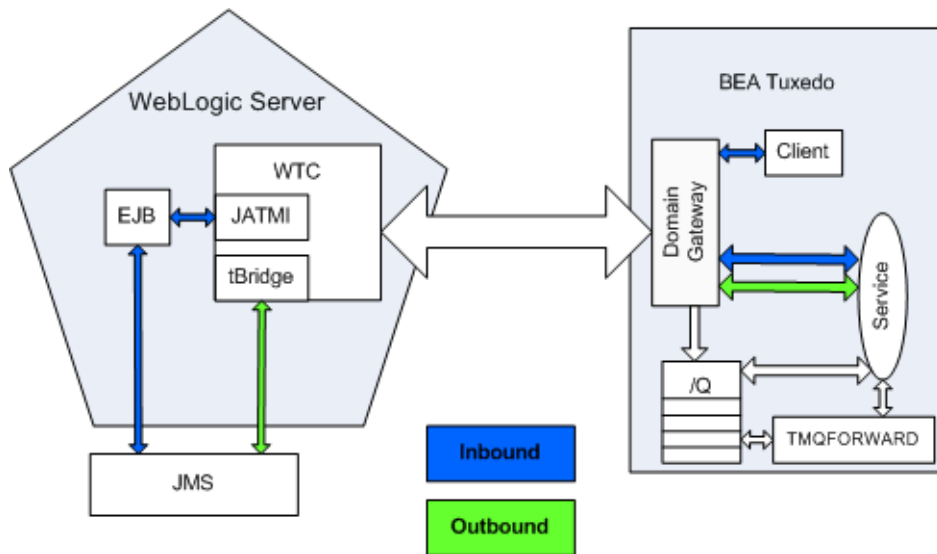 WebLogic Server
WTC
EJB
JATMI
tBridge
JMS
Inbound
Outbound
BEA Tuxedo
Client
Domain
Gateway
Service
/Q
TMQFORWARD